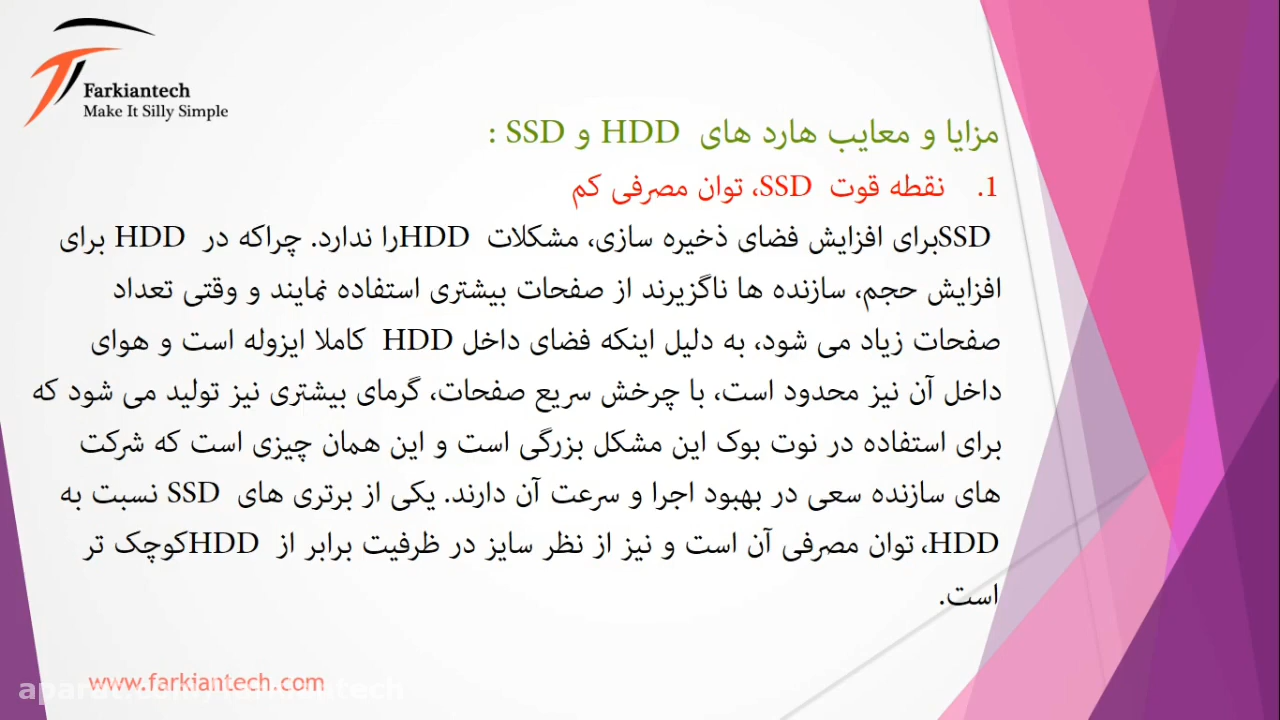 Farkiantech
Make It Silly Simple
مزایا و معایب هارد های HDD و SSD :
1. نقطه قوت SSD، توان مصرفی کم
SSDبرای افزایش فضای ذخیره سازی، مشکلات HDDرا ندارد. چراکه در HDD برای
افزایش حجم، سازنده ها ناگزیرند از صفحات بیشتری استفاده نمایند و وقتی تعداد
صفحات زیاد می شود، به دلیل اینکه فضای داخل HDD کاملا ایزوله است و هوای
داخل آن نیز محدود است، با چرخش سریع صفحات، گرمای بیشتری نیز تولید می شود که
برای استفاده در نوت بوک این مشکل بزرگی است و این همان چیزی است که شرکت
های سازنده سعی در بهبود اجرا و سرعت آن دارند. یکی از برتری های SSD نسبت به
HDD، توان مصرفی آن است و نیز از نظر سایز در ظرفیت برابر از HDDکوچک تر
است.
www.farkiantech.com